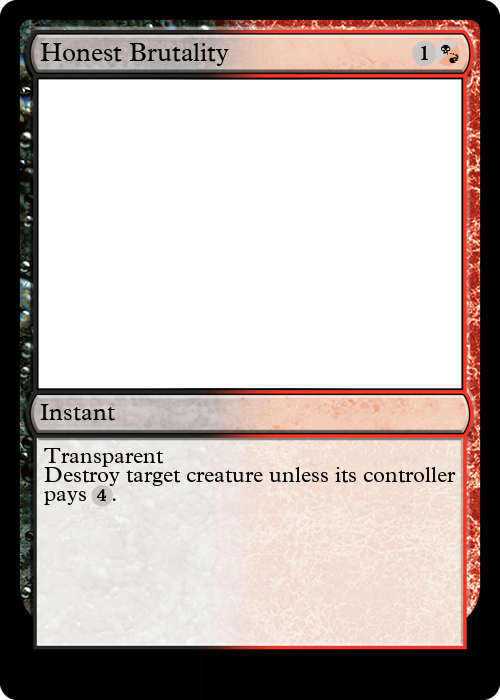 Honest Brutality 1
Instant
Transparent
Destroy target creature unless its controller
pays 4.